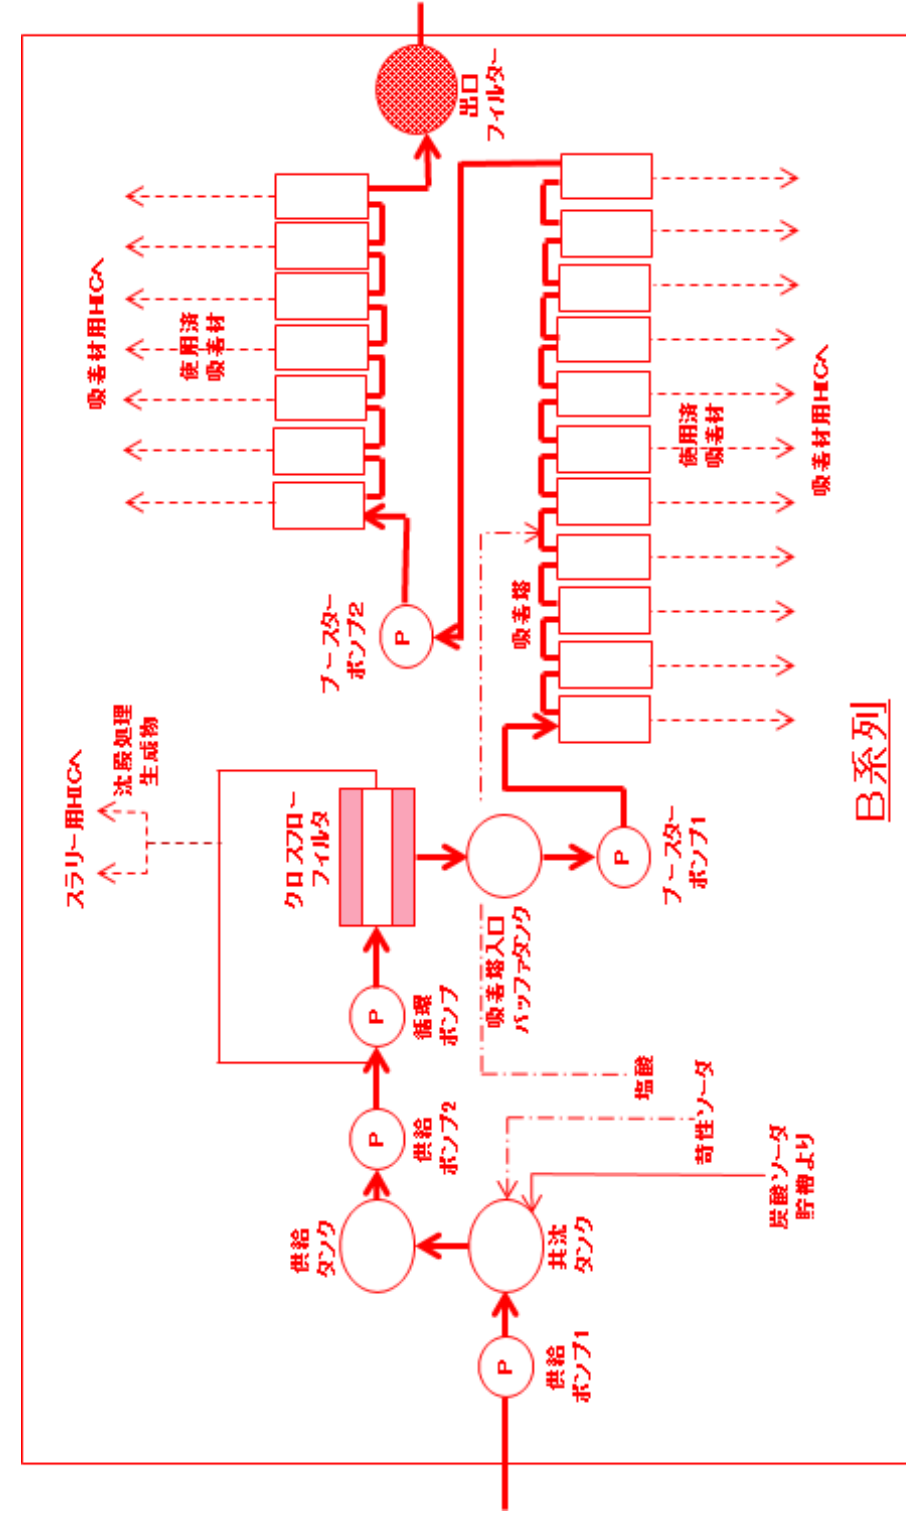 スラリー用HICへ
沈殿処理
生成物
吸着材用HICへ
使用済
吸着材
供給
タンク
供給
ポンプ2
循環
ポンプ
P
P
クロスフロー
フィルタ
ブースター
ポンプ2
P
出口
フィルター
供給
ポンプ1
P
共沈
タンク
吸着塔入口
バッファタンク
吸着塔
塩酸
苛性ソーダ
炭酸ソーダ
貯槽より
ブースター
ポンプ1
P
使用済
吸着材
吸着材用HICへ
B系列